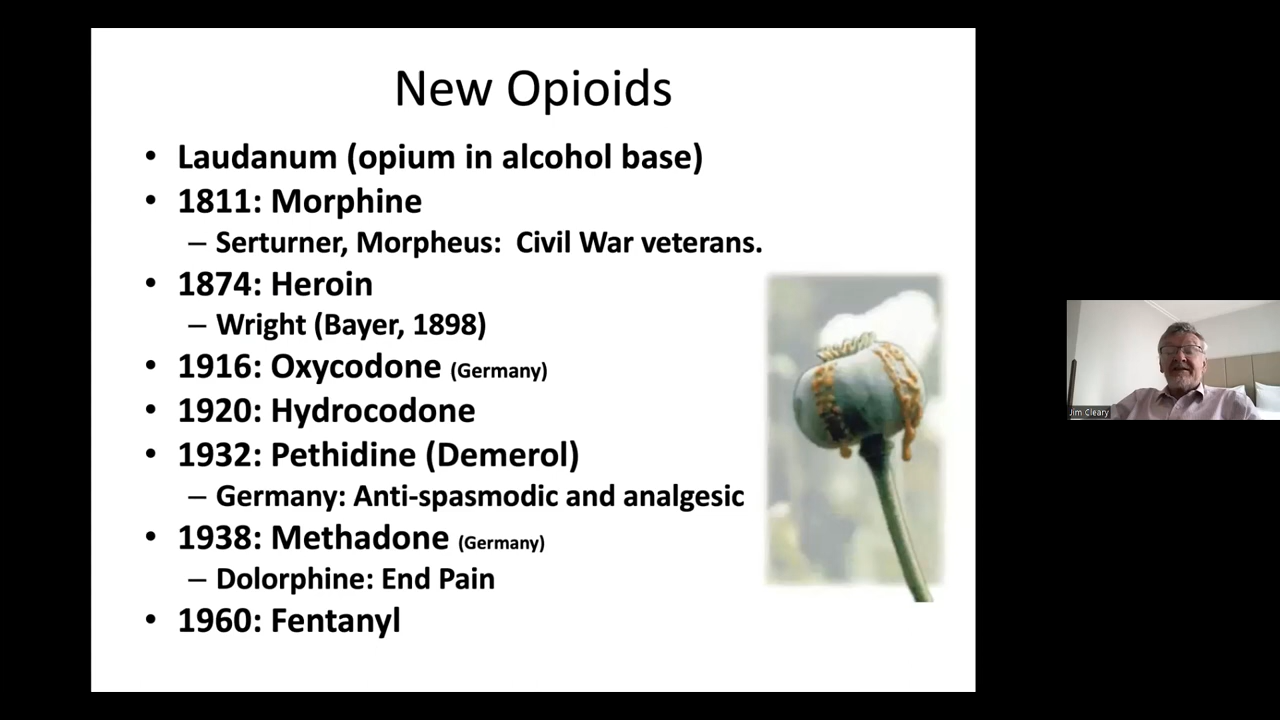 New Opioids
• Laudanum (opium in alcohol base)
• 1811: Morphine
– Serturner, Morpheus:  Civil War veterans.
• 1874: Heroin
– Wright (Bayer, 1898)
• 1916: Oxycodone (Germany)
• 1920: Hydrocodone
• 1932: Pethidine (Demerol)
– Germany: Anti-spasmodic and analgesic
• 1938: Methadone (Germany)
– Dolorphine: End Pain
• 1960: Fentanyl
Jim Cleary